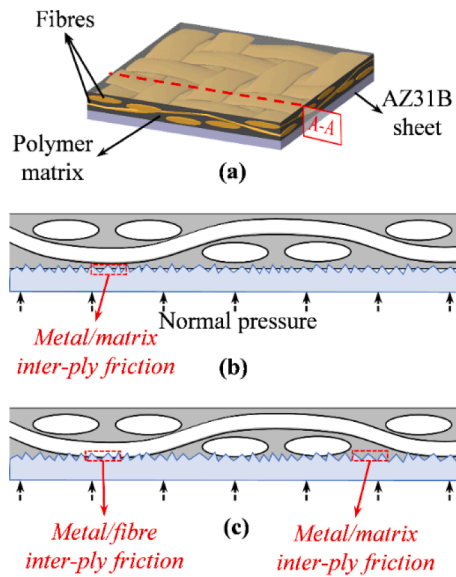 Fibres
AZ31B
sheet
A-A
Polymer
matrix
(a)
Normal pressure
Metal/matrix
inter-ply friction
(b)
Metal/fibre
inter-ply friction
(c)
Metal/matrix
inter-ply friction